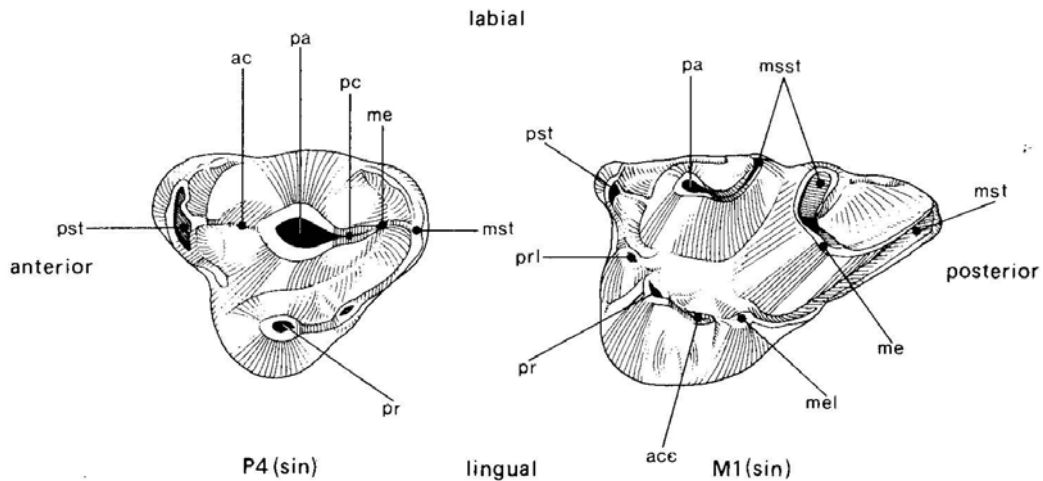 labial
ac
pa
pc
me
pst
mst
anterior
pr
pa
msst
pst
mst
prl
posterior
pr
me
mel
acc
P4 (sin)
lingual
M1 (sin)